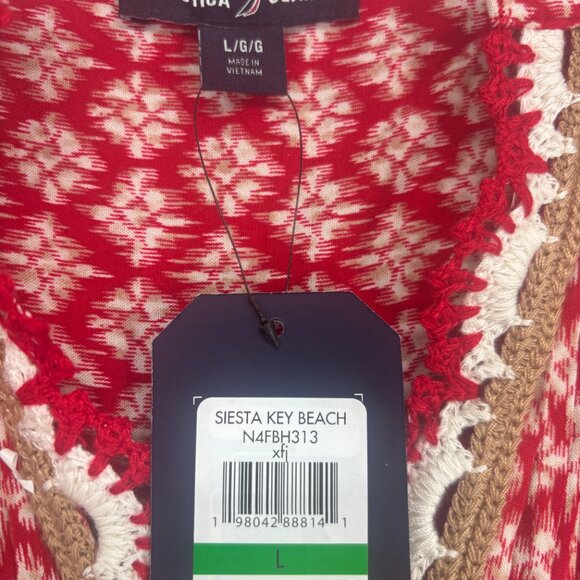 L/G/G
MADE IN
VIETNAM
SIESTA KEY BEACH
N4FBH313
xfj
1 98042 88814 1
L